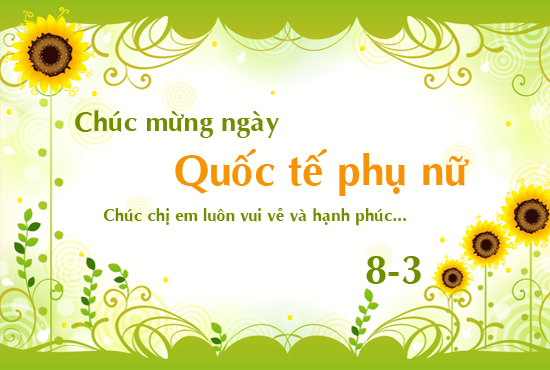 Chúc mừng ngày
Quốc tế phụ nữ
Chúc chị em luôn vui vẻ và hạnh phúc...
8-3